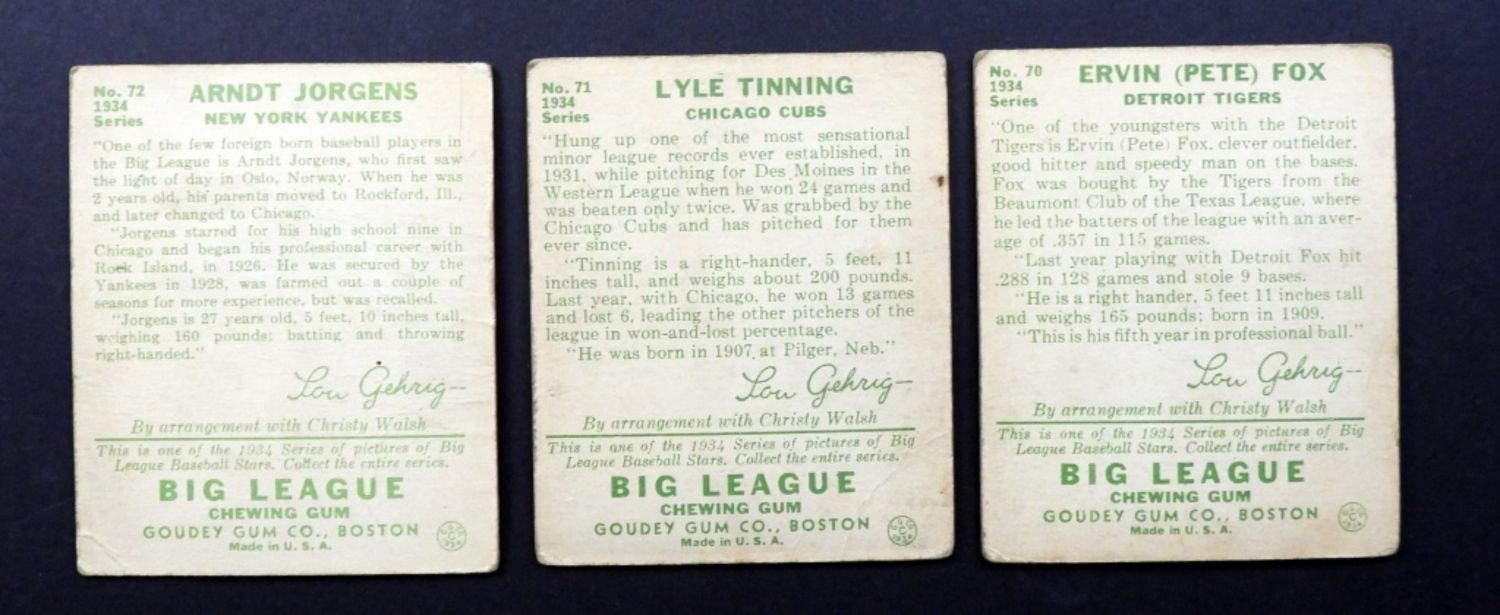 No. 72
1934
Series
ARNDT JORGENS
NEW YORK YANKEES
"One of the few foreign born baseball players in
the Big League is Arndt Jorgens, who first saw
the light of day in Oslo, Norway. When he was
2 years old, his parents moved to Rockford, Ill.,
and later changed to Chicago.
"Jorgens starred for his high school nine in
Chicago and began his professional career with
Rock Island, in 1926. He was secured by the
Yankees in 1928, was farmed out a couple of
seasons for more experience, but was recalled.
"Jorgens is 27 years old, 5 feet, 10 inches tall,
weighing 160 pounds; batting and throwing
right-handed."
Lou Gehrig
By arrangement with Christy Walsh
This is one of the 1934 Series of pictures of Big
League Baseball Stars. Collect the entire series.
BIG LEAGUE
CHEWING GUM
GOUDEY GUM CO., BOSTON
Made in U. S. A.
No. 71
1934
Series
LYLE TINNING
CHICAGO CUBS
"Hung up one of the most sensational
minor league records ever established, in
1931, while pitching for Des Moines in the
Western League when he won 24 games and
was beaten only twice. Was grabbed by the
Chicago Cubs and has pitched for them
ever since.
"Tinning is a right-hander, 5 feet, 11
inches tall, and weighs about 200 pounds.
Last year, with Chicago, he won 13 games
and lost 6, leading the other pitchers of the
league in won-and-lost percentage.
"He was born in 1907 at Pilger, Neb."
Lou Gehrig
By arrangement with Christy Walsh
This is one of the 1934 Series of pictures of Big
League Baseball Stars. Collect the entire series.
BIG LEAGUE
CHEWING GUM
GOUDEY GUM CO., BOSTON
Made in U. S. A.
No. 70
1934
Series
ERVIN (PETE) FOX
DETROIT TIGERS
"One of the youngsters with the Detroit
Tigers is Ervin (Pete) Fox, clever outfielder,
good hitter and speedy man on the bases.
Fox was bought by the Tigers from the
Beaumont Club of the Texas League, where
he led the batters of the league with an aver-
age of .357 in 115 games.
"Last year playing with Detroit Fox hit
.288 in 128 games and stole 9 bases.
"He is a right hander, 5 feet 11 inches tall
and weighs 165 pounds; born in 1909.
"This is his fifth year in professional ball."
Lou Gehrig
By arrangement with Christy Walsh
This is one of the 1934 Series of pictures of Big
League Baseball Stars. Collect the entire series.
BIG LEAGUE
CHEWING GUM
GOUDEY GUM CO., BOSTON
Made in U. S. A.